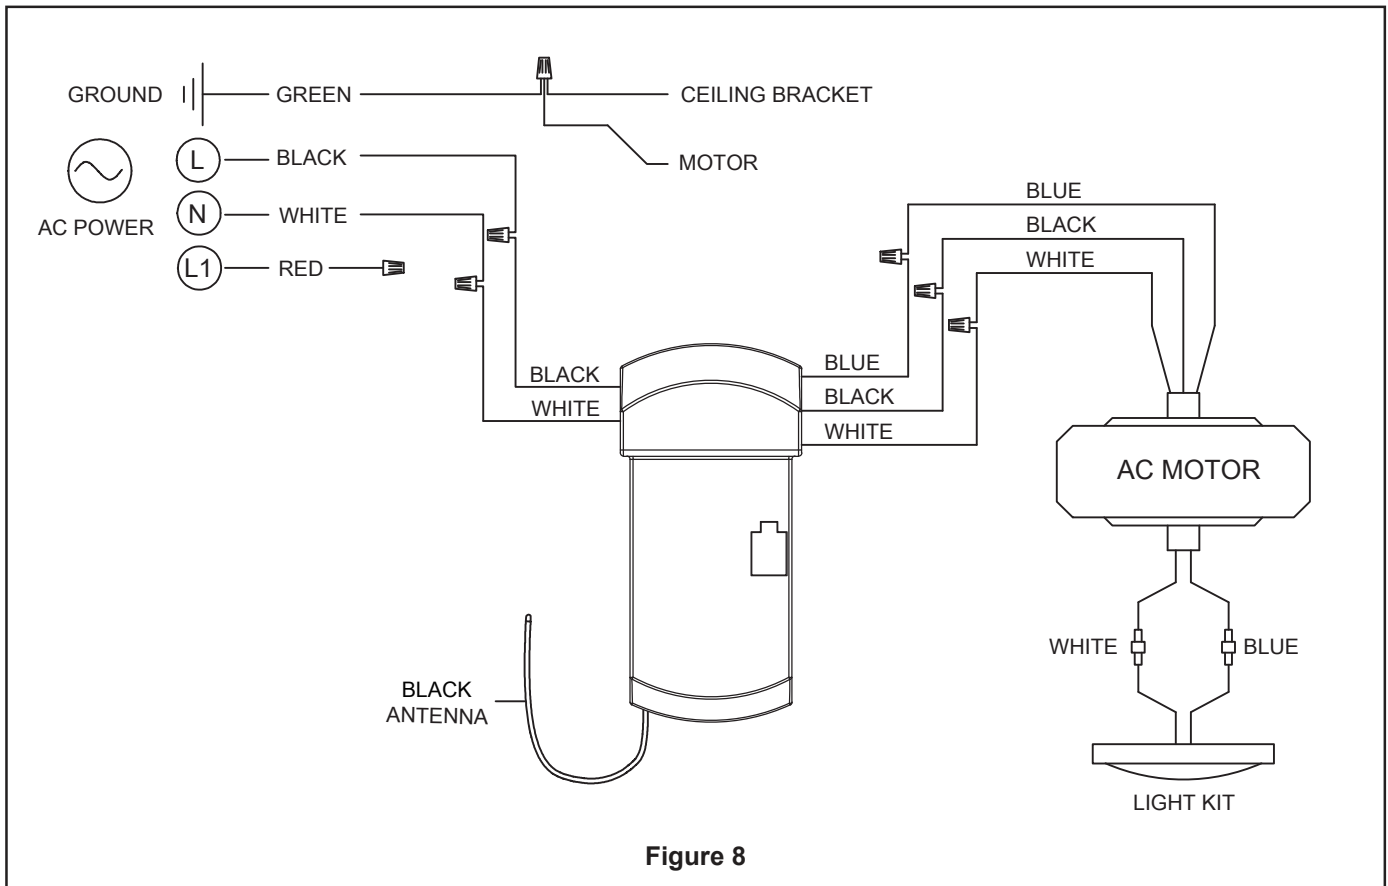 GROUND
GREEN
CEILING BRACKET
MOTOR
L
BLACK
N
WHITE
AC POWER
L1
RED
BLUE
BLACK
WHITE
BLACK
WHITE
BLUE
BLACK
WHITE
AC MOTOR
WHITE
BLUE
BLACK
ANTENNA
LIGHT KIT
Figure 8